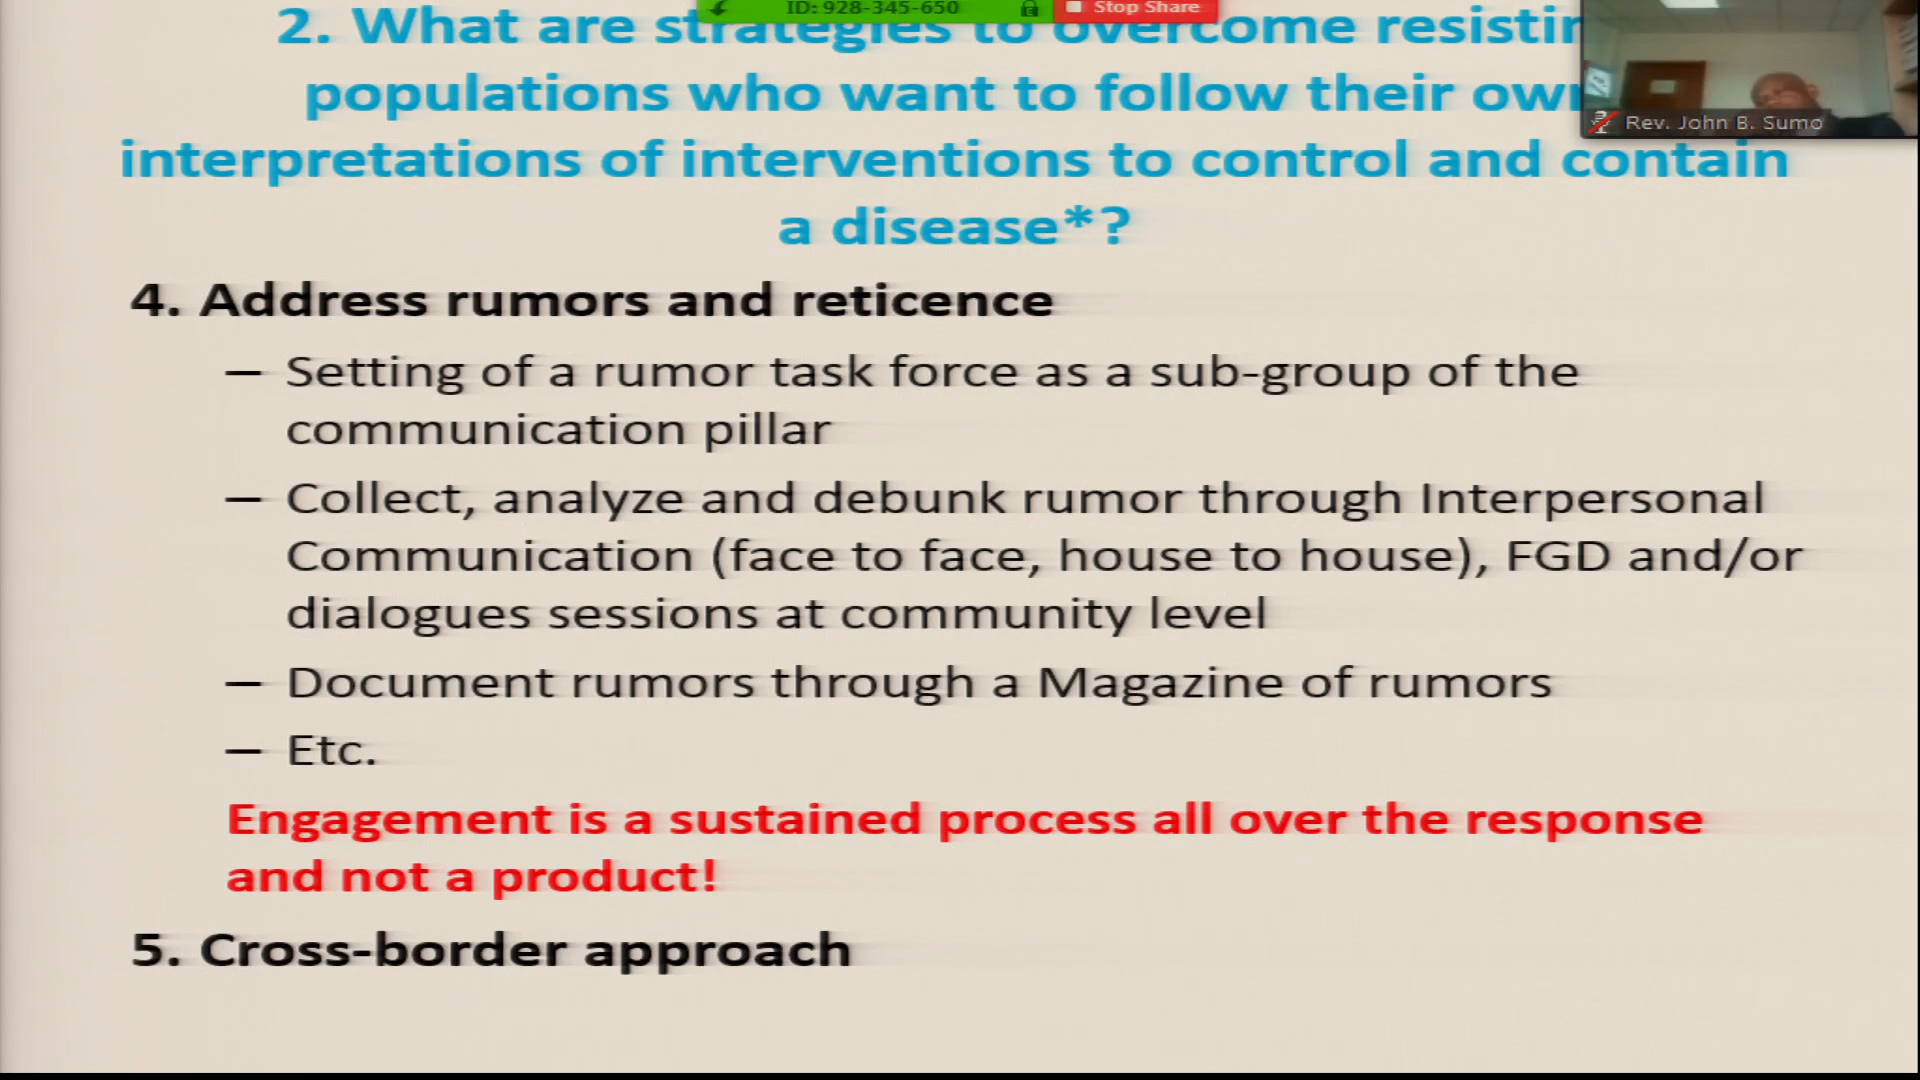 ID: 928-345-650
Stop Share
2. What are strategies to overcome resistin
populations who want to follow their ow
interpretations of interventions to control and contain
a disease*?
Rev. John B. Sumo
4. Address rumors and reticence
– Setting of a rumor task force as a sub-group of the
communication pillar
– Collect, analyze and debunk rumor through Interpersonal
Communication (face to face, house to house), FGD and/or
dialogues sessions at community level
– Document rumors through a Magazine of rumors
– Etc.
Engagement is a sustained process all over the response
and not a product!
5. Cross-border approach